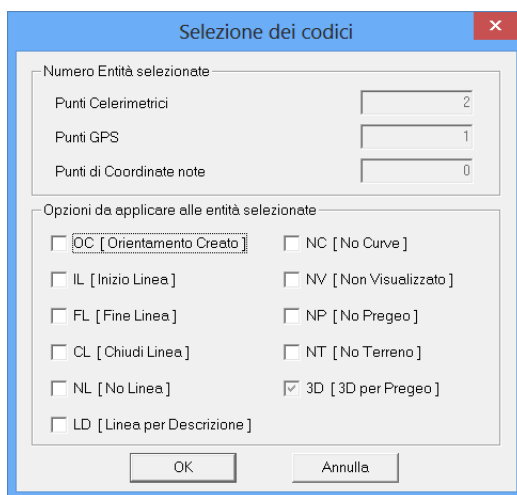 Selezione dei codici
Numero Entità selezionate
Punti Celerimetrici 2
Punti GPS 1
Punti di Coordinate note 0
Opzioni da applicare alle entità selezionate
OC [ Orientamento Creato ] NC [ No Curve ]
IL [ Inizio Linea ] NV [ Non Visualizzato ]
FL [ Fine Linea ] NP [ No Pregeo ]
CL [ Chiudi Linea ] NT [ No Terreno ]
NL [ No Linea ] 3D [ 3D per Pregeo ]
LD [ Linea per Descrizione ]
OK Annulla